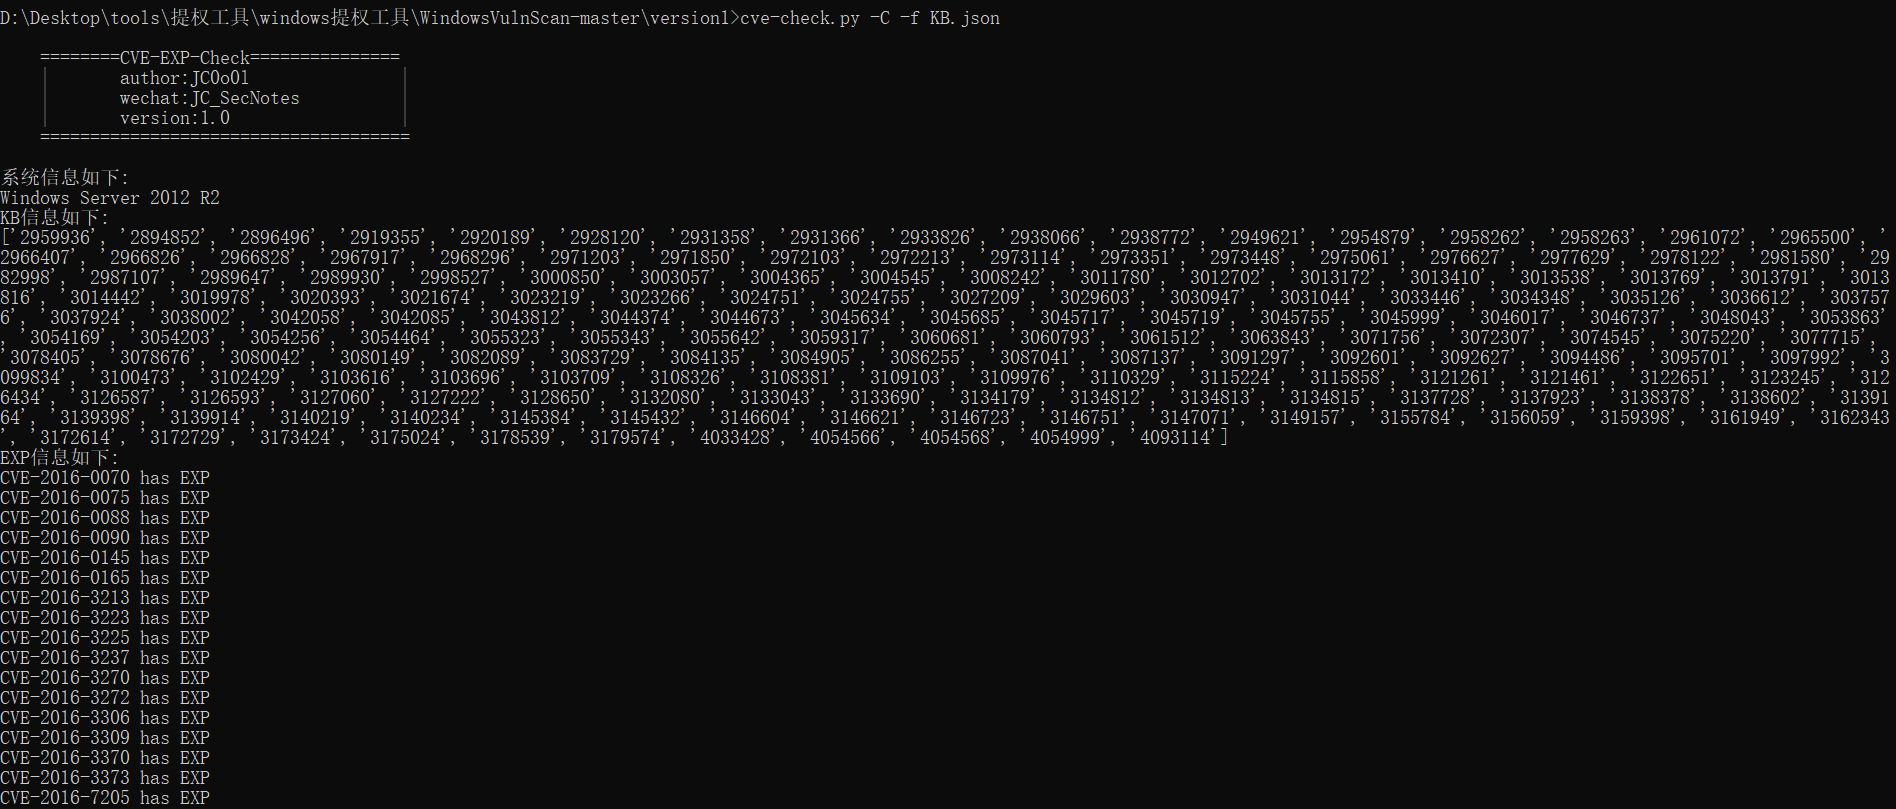 D:\Desktop\tools\提权工具\windows提权工具\WindowsVulnScan-master\version1>cve-check.py -C -f KB.json
========CVE-EXP-Check===============
|       author:JC0o0l               |
|       wechat:JC_SecNotes          |
|       version:1.0                 |
=====================================
系统信息如下:
Windows Server 2012 R2
KB信息如下:
['2959936', '2894852', '2896496', '2919355', '2920189', '2928120', '2931358', '2931366', '2933826', '2938066', '2938772', '2949621', '2954879', '2958262', '2958263', '2961072', '2965500', '
2966407', '2966826', '2966828', '2967917', '2968296', '2971203', '2971850', '2972103', '2972213', '2973114', '2973351', '2973448', '2975061', '2976627', '2977629', '2978122', '2981580', '29
82998', '2987107', '2989647', '2989930', '2998527', '3000850', '3003057', '3004365', '3004545', '3008242', '3011780', '3012702', '3013172', '3013410', '3013538', '3013769', '3013791', '3013
816', '3014442', '3019978', '3020393', '3021674', '3023219', '3023266', '3024751', '3024755', '3027209', '3029603', '3030947', '3031044', '3033446', '3034348', '3035126', '3036612', '303757
6', '3037924', '3038002', '3042058', '3042085', '3043812', '3044374', '3044673', '3045634', '3045685', '3045717', '3045719', '3045755', '3045999', '3046017', '3046737', '3048043', '3053863',
'3054169', '3054203', '3054256', '3054464', '3055323', '3055343', '3055642', '3059317', '3060681', '3060793', '3061512', '3063843', '3071756', '3072307', '3074545', '3075220', '3077715',
'3078405', '3078676', '3080042', '3080149', '3082089', '3083729', '3084135', '3084905', '3086255', '3087041', '3087137', '3091297', '3092601', '3092627', '3094486', '3095701', '3097992', '3
099834', '3100473', '3102429', '3103616', '3103696', '3103709', '3108326', '3108381', '3109103', '3109976', '3110329', '3115224', '3115858', '3121261', '3121461', '3122651', '3123245', '312
6434', '3126587', '3126593', '3127060', '3127222', '3128650', '3132080', '3133043', '3133690', '3134179', '3134812', '3134813', '3134815', '3137728', '3137923', '3138378', '3138602', '31391
64', '3139398', '3139914', '3140219', '3140234', '3145384', '3145432', '3146604', '3146621', '3146723', '3146751', '3147071', '3149157', '3155784', '3156059', '3159398', '3161949', '3162343
', '3172614', '3172729', '3173424', '3175024', '3178539', '3179574', '4033428', '4054566', '4054568', '4054999', '4093114']
EXP信息如下:
CVE-2016-0070 has EXP
CVE-2016-0075 has EXP
CVE-2016-0088 has EXP
CVE-2016-0090 has EXP
CVE-2016-0145 has EXP
CVE-2016-0165 has EXP
CVE-2016-3213 has EXP
CVE-2016-3223 has EXP
CVE-2016-3225 has EXP
CVE-2016-3237 has EXP
CVE-2016-3270 has EXP
CVE-2016-3272 has EXP
CVE-2016-3306 has EXP
CVE-2016-3309 has EXP
CVE-2016-3370 has EXP
CVE-2016-3373 has EXP
CVE-2016-7205 has EXP